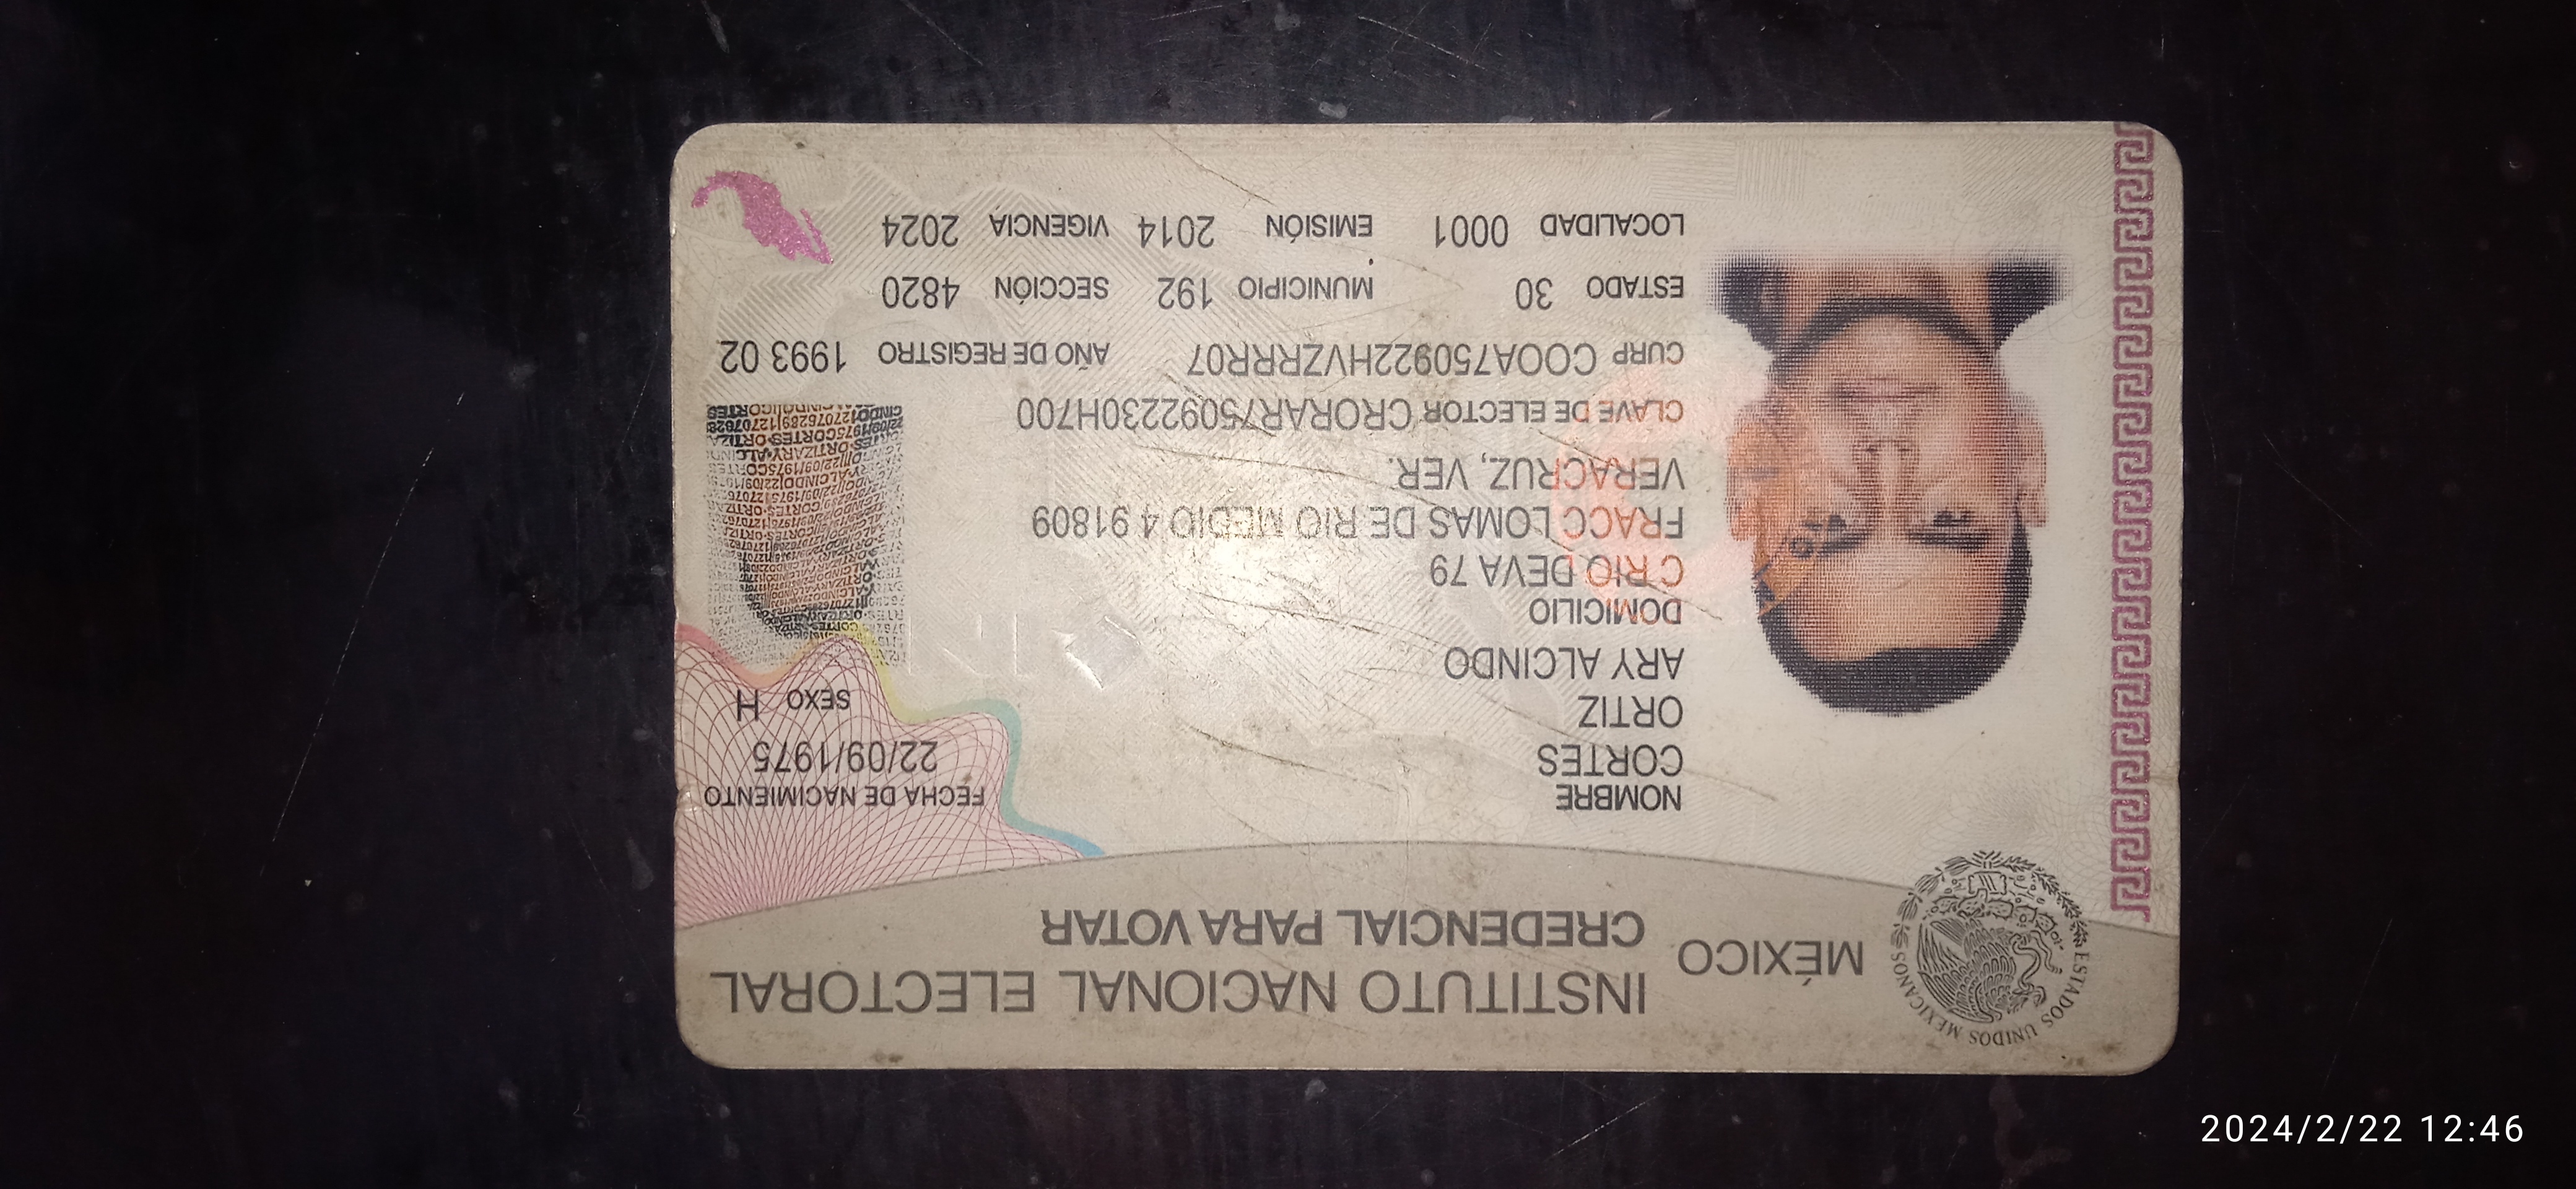 ESTADOS UNIDOS MEXICANOS
MÉXICO
INSTITUTO NACIONAL ELECTORAL
CREDENCIAL PARA VOTAR
NOMBRE
CORTES
ORTIZ
ARY ALCINDO
FECHA DE NACIMIENTO
22/09/1975
SEXO H
DOMICILIO
C RIO DEVA 79
FRACC LOMAS DE RIO MEDIO 4 91809
VERACRUZ, VER.
CLAVE DE ELECTOR CRORAR75092230H700
CURP COOA750922HVZRRR07 AÑO DE REGISTRO 1993 02
ESTADO 30 MUNICIPIO 192 SECCIÓN 4820
LOCALIDAD 0001 EMISIÓN 2014 VIGENCIA 2024
2024/2/22 12:46